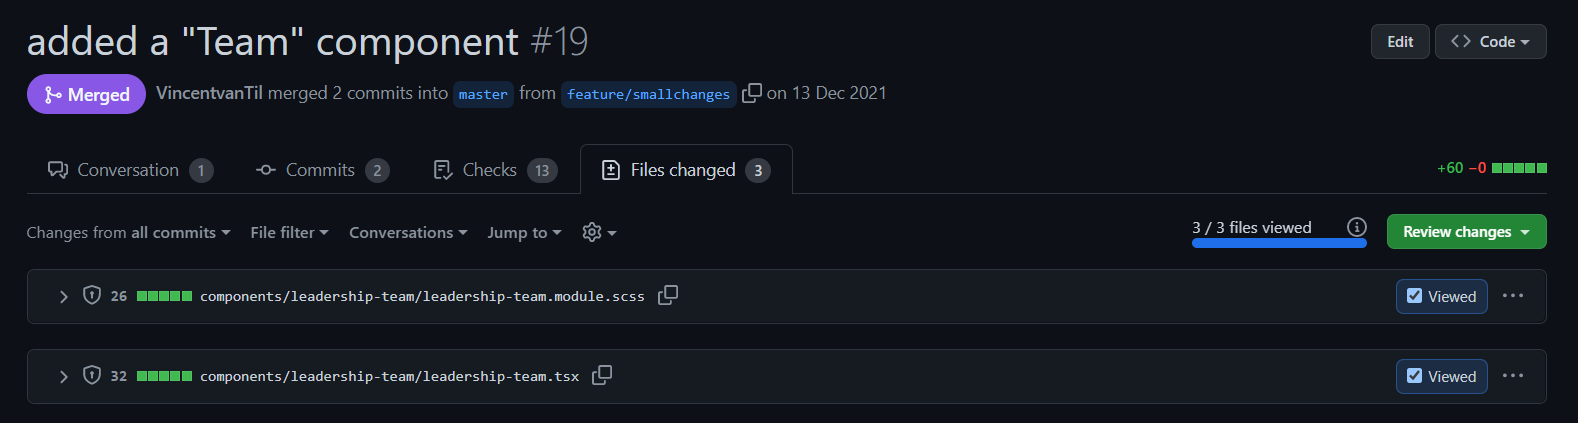 added a "Team" component #19
Edit
Code
Merged
VincentvanTil merged 2 commits into master from feature/smallchanges on 13 Dec 2021
Conversation 1
Commits 2
Checks 13
Files changed 3
+60 −0
Changes from all commits
File filter
Conversations
Jump to
3 / 3 files viewed
Review changes
26 components/leadership-team/leadership-team.module.scss
Viewed
32 components/leadership-team/leadership-team.tsx
Viewed